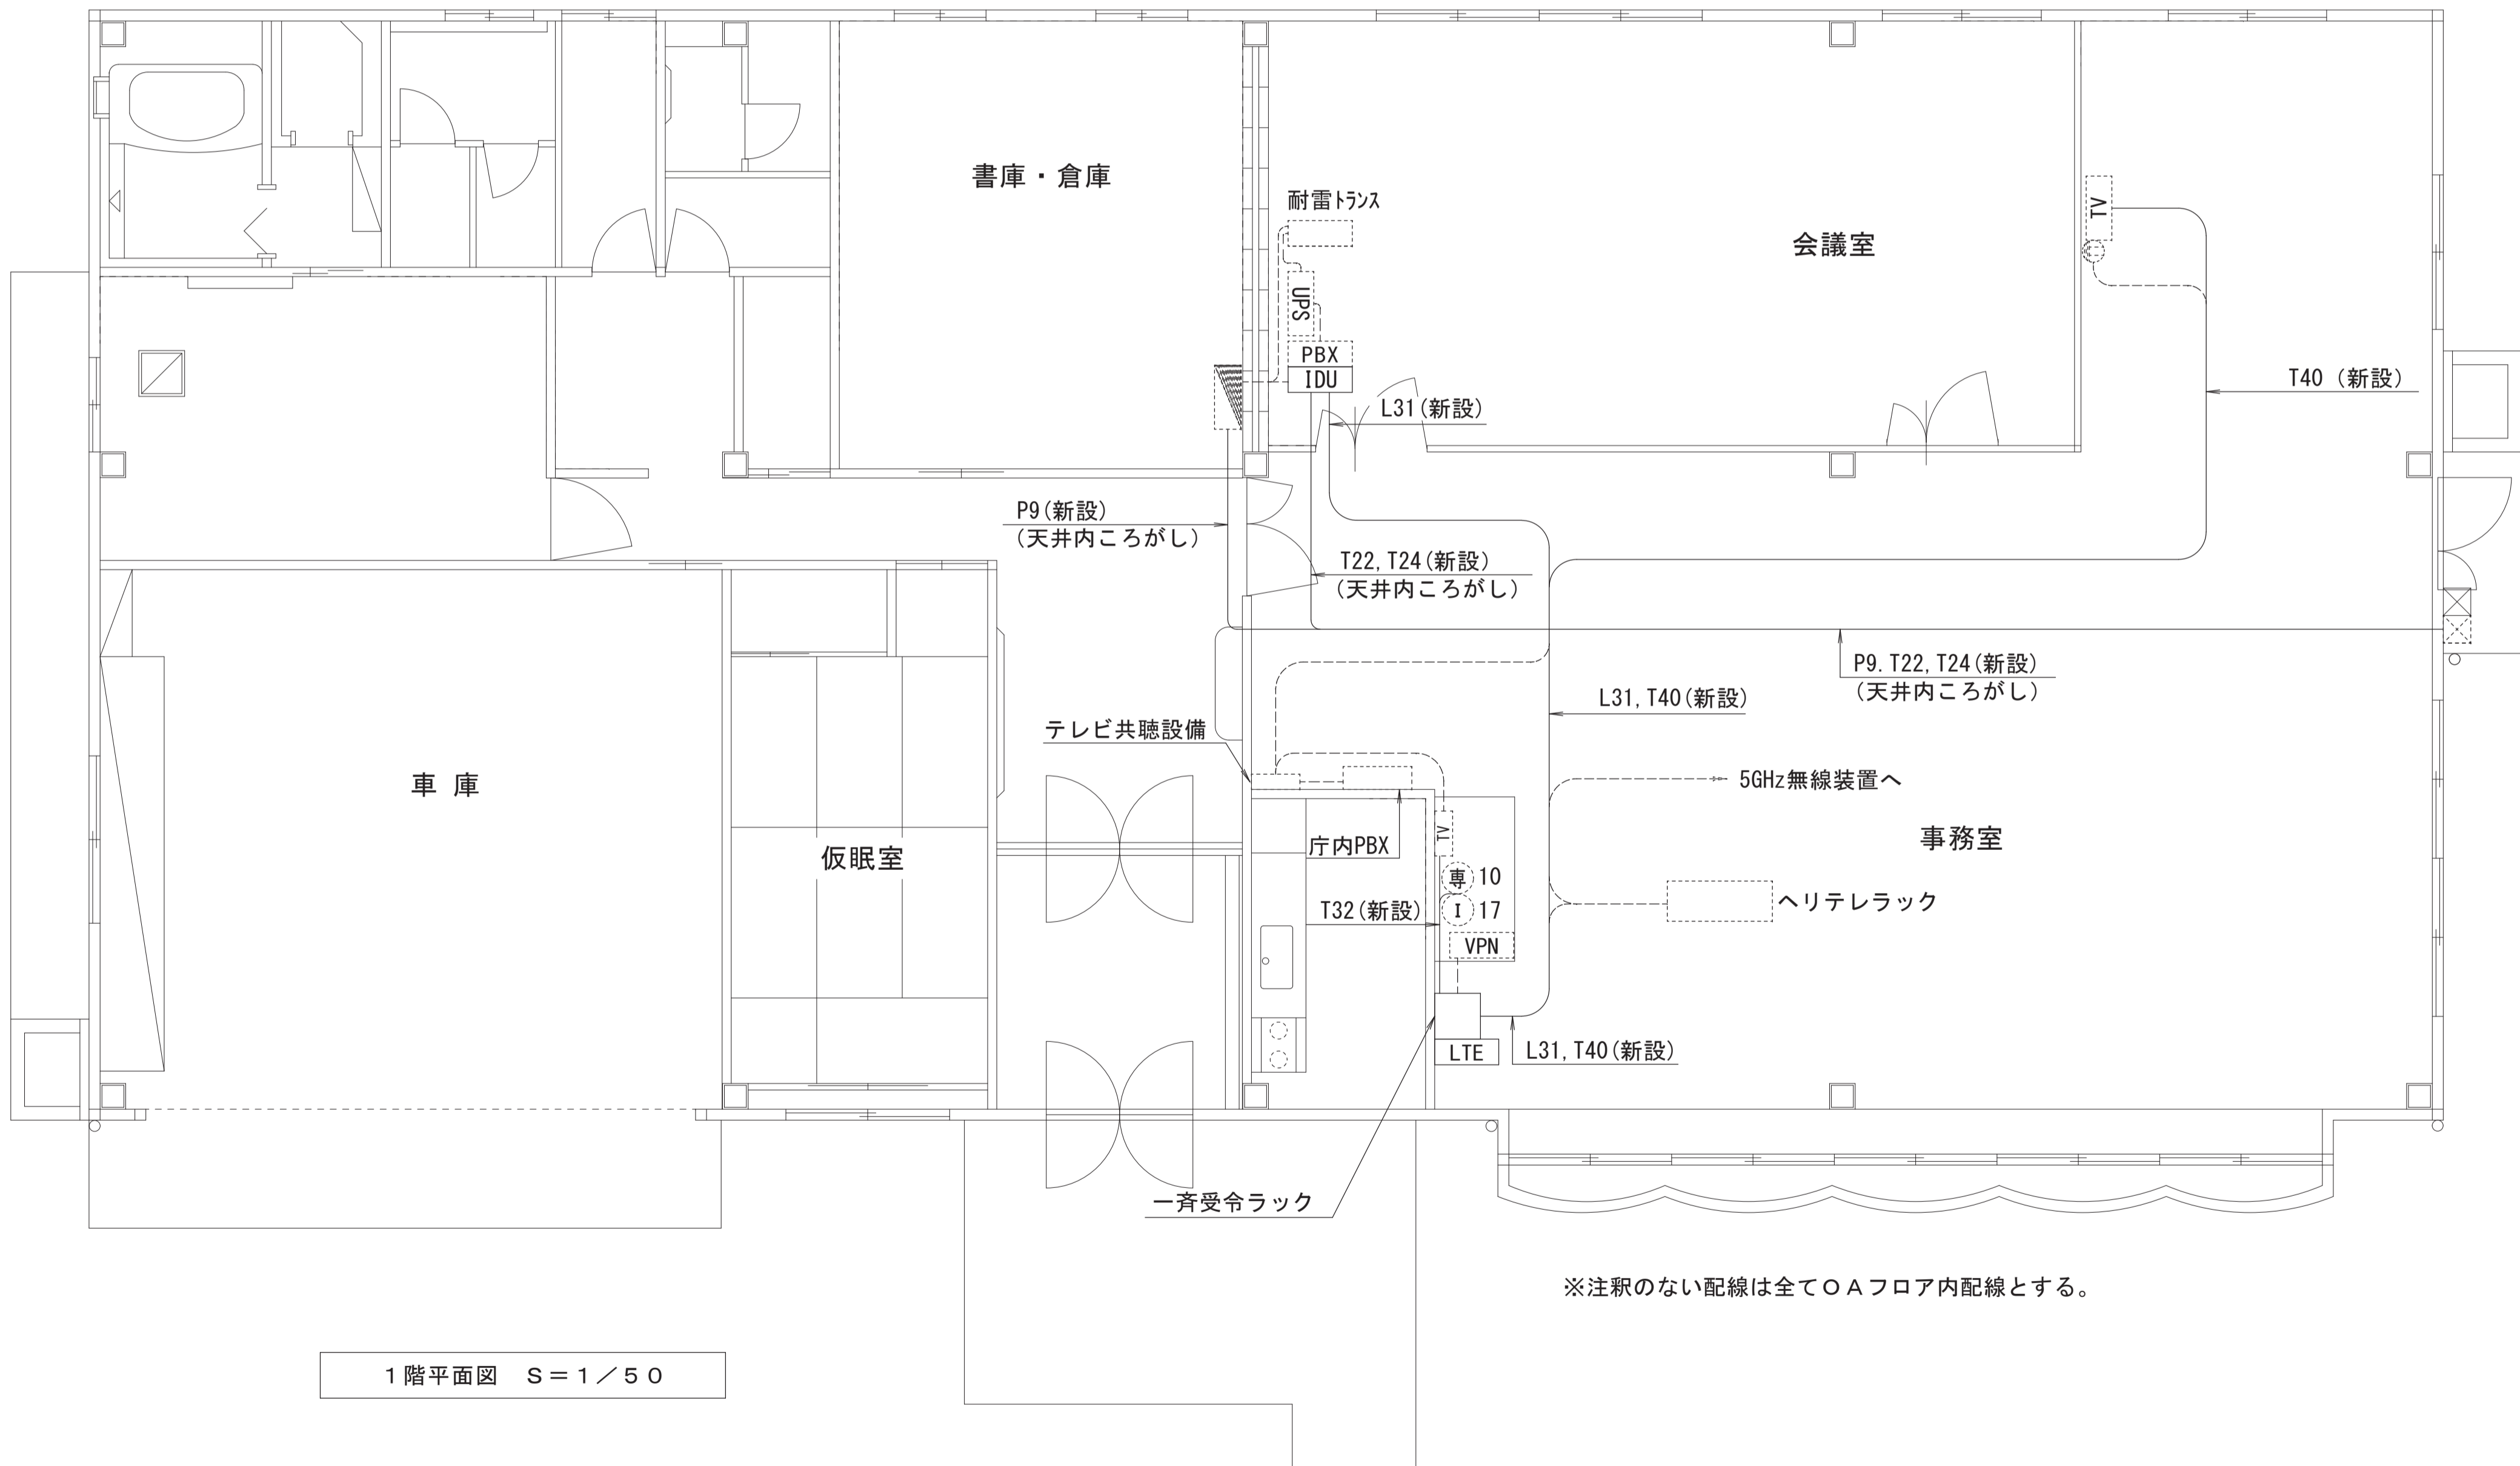 書庫・倉庫
耐雷ﾄﾗﾝｽ
TV
会議室
UPS
PBX
IDU
T40 (新設)
L31(新設)
P9(新設)
(天井内ころがし)
T22, T24(新設)
(天井内ころがし)
P9. T22, T24(新設)
(天井内ころがし)
L31, T40(新設)
テレビ共聴設備
5GHz無線装置へ
車 庫
TV
事務室
庁内PBX
仮眠室
専 10
T32(新設)
I 17
ヘリテレラック
VPN
LTE
L31, T40(新設)
一斉受令ラック
※注釈のない配線は全てＯＡフロア内配線とする。
１階平面図　Ｓ＝１／５０